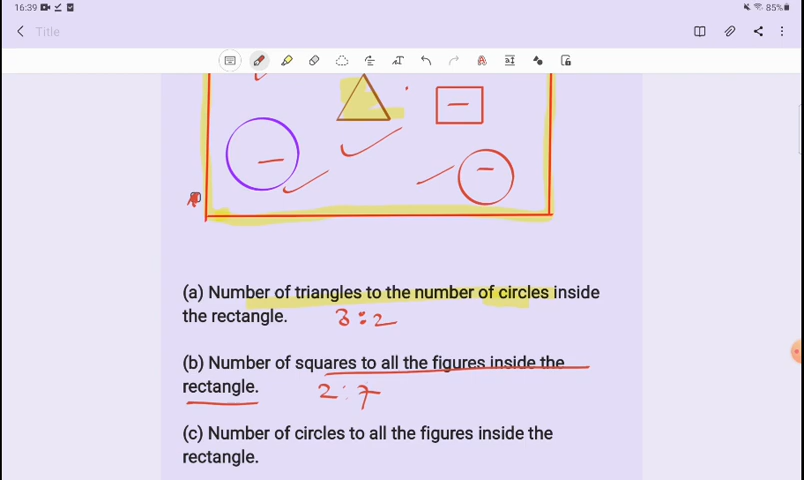 16:39
85%
Title
(a) Number of triangles to the number of circles inside
the rectangle. 3:2
(b) Number of squares to all the figures inside the
rectangle. 2:7
(c) Number of circles to all the figures inside the
rectangle.